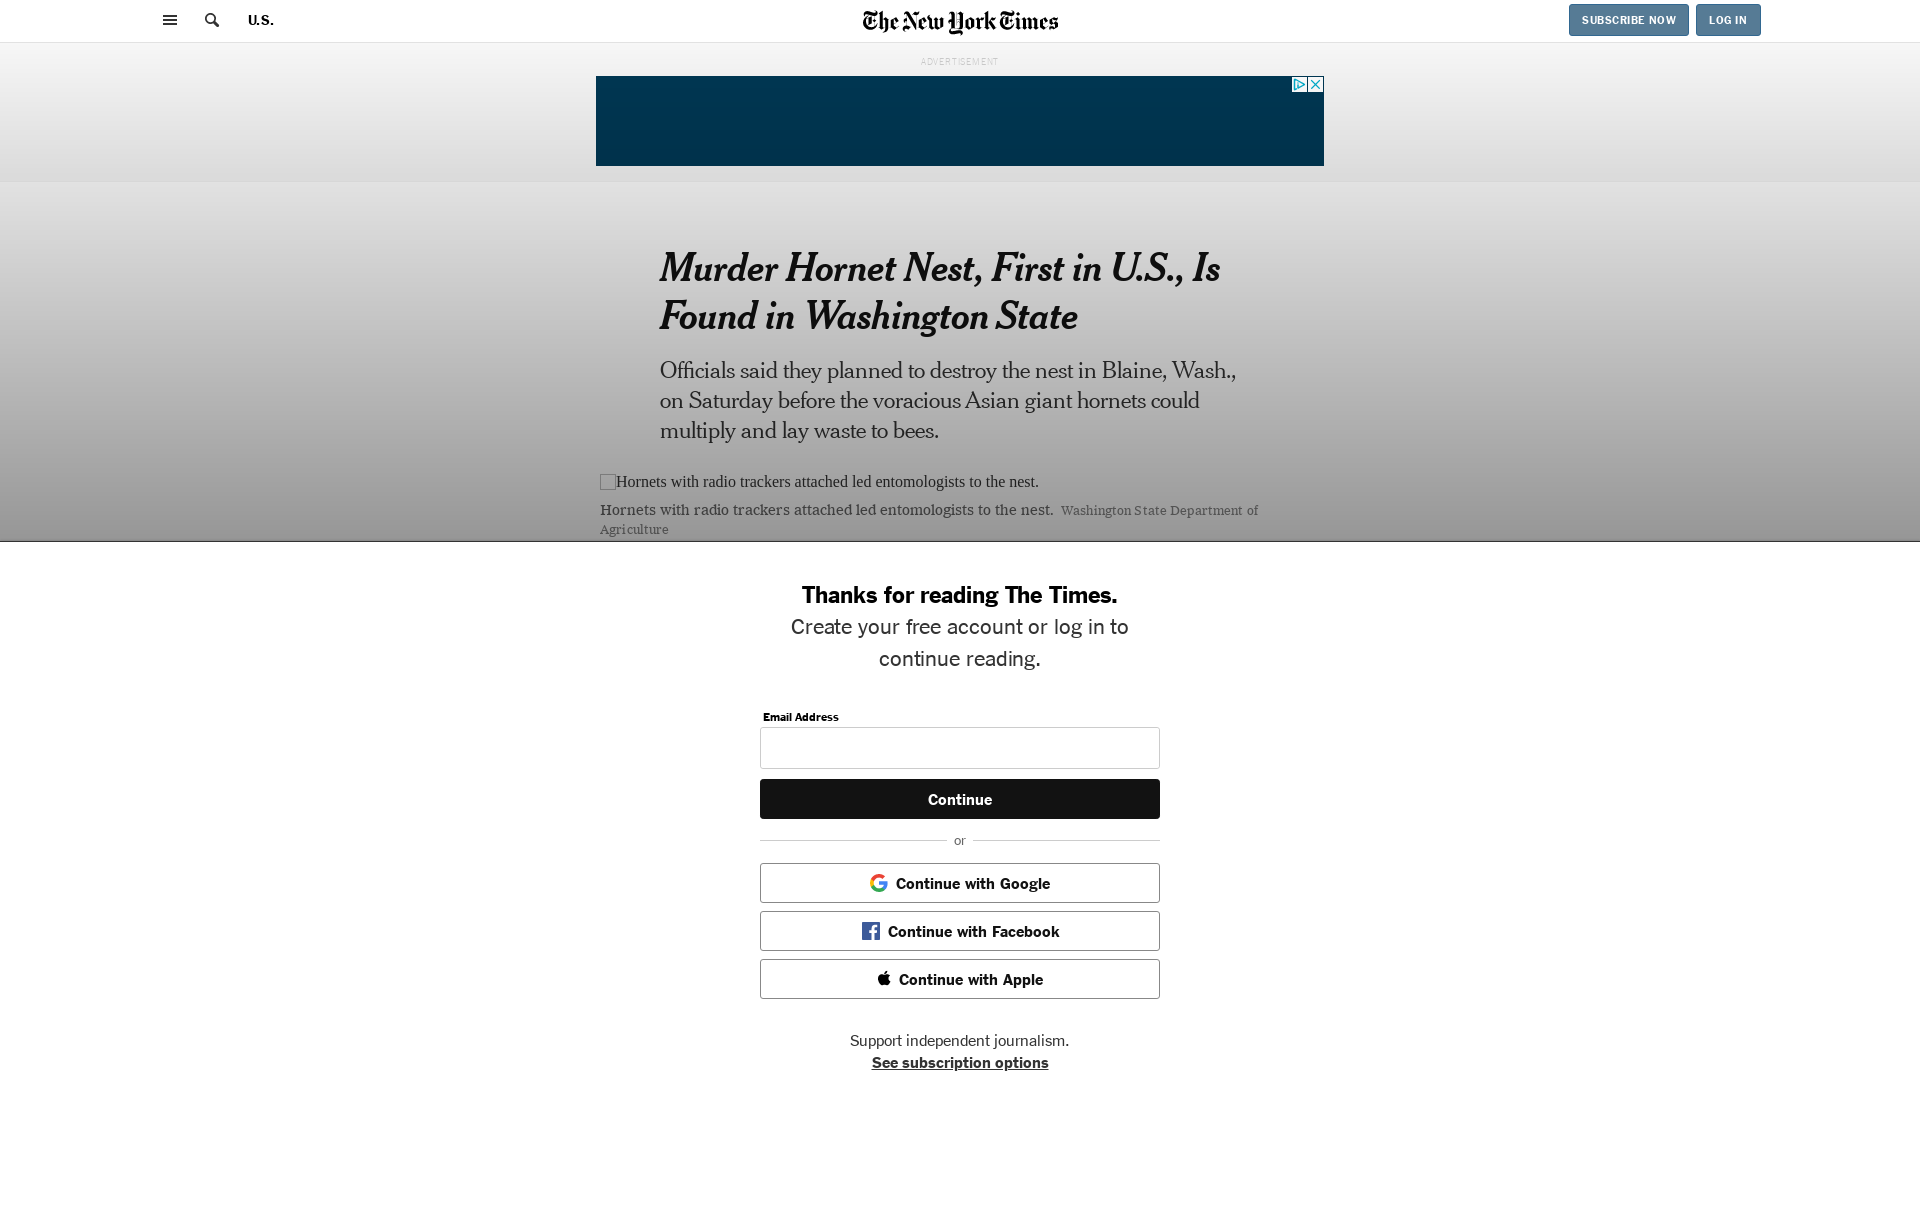 U.S.
The New York Times
SUBSCRIBE NOW
LOG IN
ADVERTISEMENT
Murder Hornet Nest, First in U.S., Is
Found in Washington State
Officials said they planned to destroy the nest in Blaine, Wash.,
on Saturday before the voracious Asian giant hornets could
multiply and lay waste to bees.
Hornets with radio trackers attached led entomologists to the nest.
Hornets with radio trackers attached led entomologists to the nest. Washington State Department of
Agriculture
Thanks for reading The Times.
Create your free account or log in to
continue reading.
Email Address
Continue
or
Continue with Google
Continue with Facebook
Continue with Apple
Support independent journalism.
See subscription options